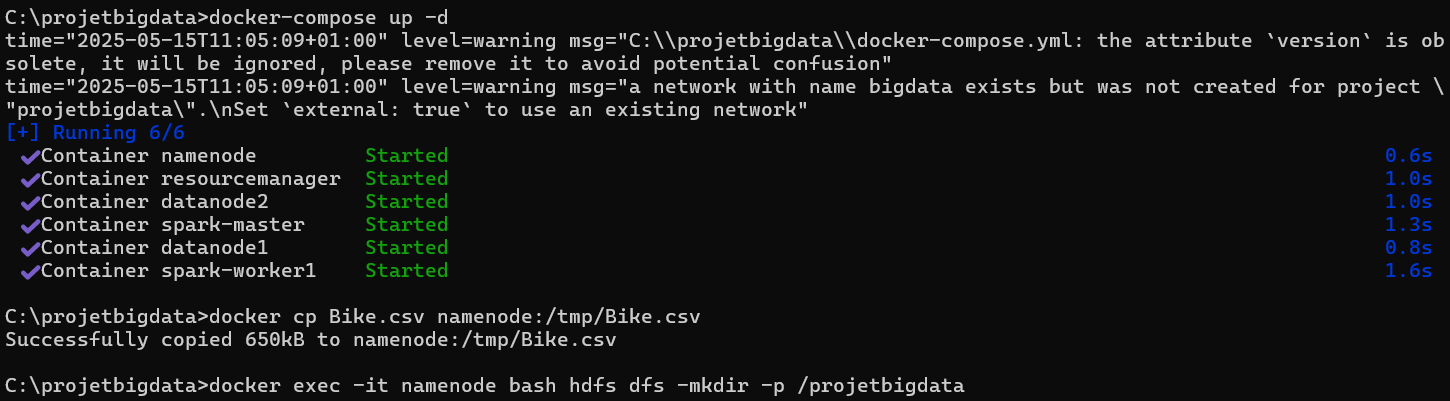 C:\projetbigdata>docker-compose up -d
time="2025-05-15T11:05:09+01:00" level=warning msg="C:\\projetbigdata\\docker-compose.yml: the attribute `version` is ob
solete, it will be ignored, please remove it to avoid potential confusion"
time="2025-05-15T11:05:09+01:00" level=warning msg="a network with name bigdata exists but was not created for project \
"projetbigdata\".\nSet `external: true` to use an existing network"
[+] Running 6/6
✔Container namenode Started 0.6s
✔Container resourcemanager Started 1.0s
✔Container datanode2 Started 1.0s
✔Container spark-master Started 1.3s
✔Container datanode1 Started 0.8s
✔Container spark-worker1 Started 1.6s
C:\projetbigdata>docker cp Bike.csv namenode:/tmp/Bike.csv
Successfully copied 650kB to namenode:/tmp/Bike.csv
C:\projetbigdata>docker exec -it namenode bash hdfs dfs -mkdir -p /projetbigdata